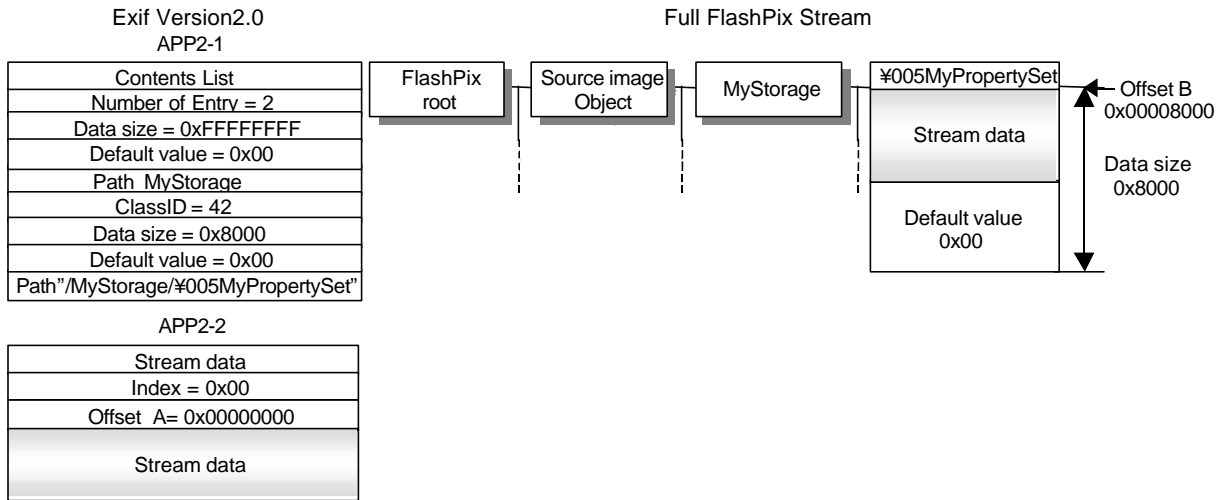 Exif Version2.0
APP2-1
Contents List
Number of Entry = 2
Data size = 0xFFFFFFFF
Default value = 0x00
Path MyStorage
ClassID = 42
Data size = 0x8000
Default value = 0x00
Path”/MyStorage/¥005MyPropertySet”
APP2-2
Stream data
Index = 0x00
Offset A= 0x00000000
Stream data
Full FlashPix Stream
FlashPix
root
Source image
Object
MyStorage
¥005MyPropertySet
Stream data
Default value
0x00
Offset B
0x00008000
Data size
0x8000